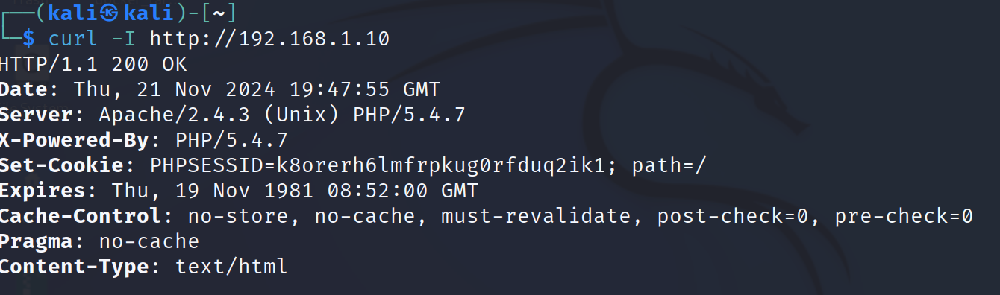 (kali㉿kali)-[~]
$ curl -I http://192.168.1.10
HTTP/1.1 200 OK
Date: Thu, 21 Nov 2024 19:47:55 GMT
Server: Apache/2.4.3 (Unix) PHP/5.4.7
X-Powered-By: PHP/5.4.7
Set-Cookie: PHPSESSID=k8orerh6lmfrpkug0rfduq2ik1; path=/
Expires: Thu, 19 Nov 1981 08:52:00 GMT
Cache-Control: no-store, no-cache, must-revalidate, post-check=0, pre-check=0
Pragma: no-cache
Content-Type: text/html